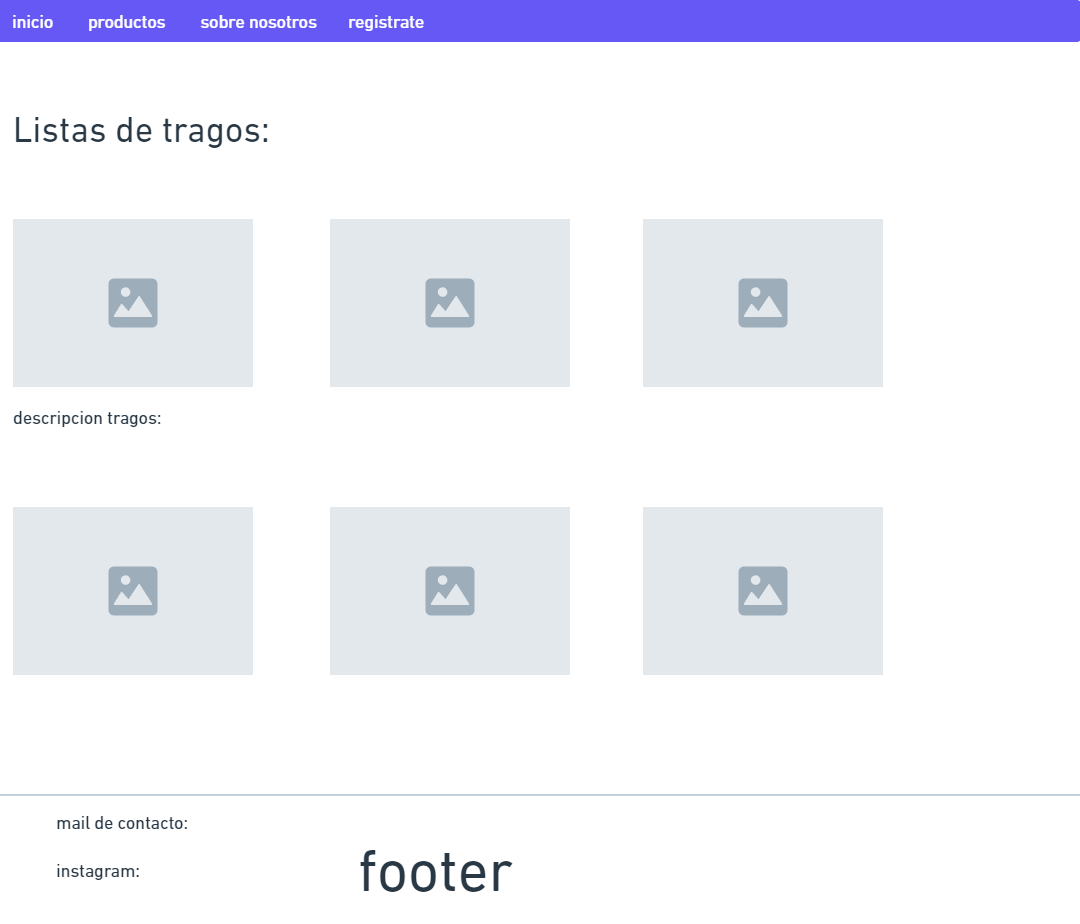 inicio productos sobre nosotros registrate
Listas de tragos:
descripcion tragos:
mail de contacto:
instagram:
footer